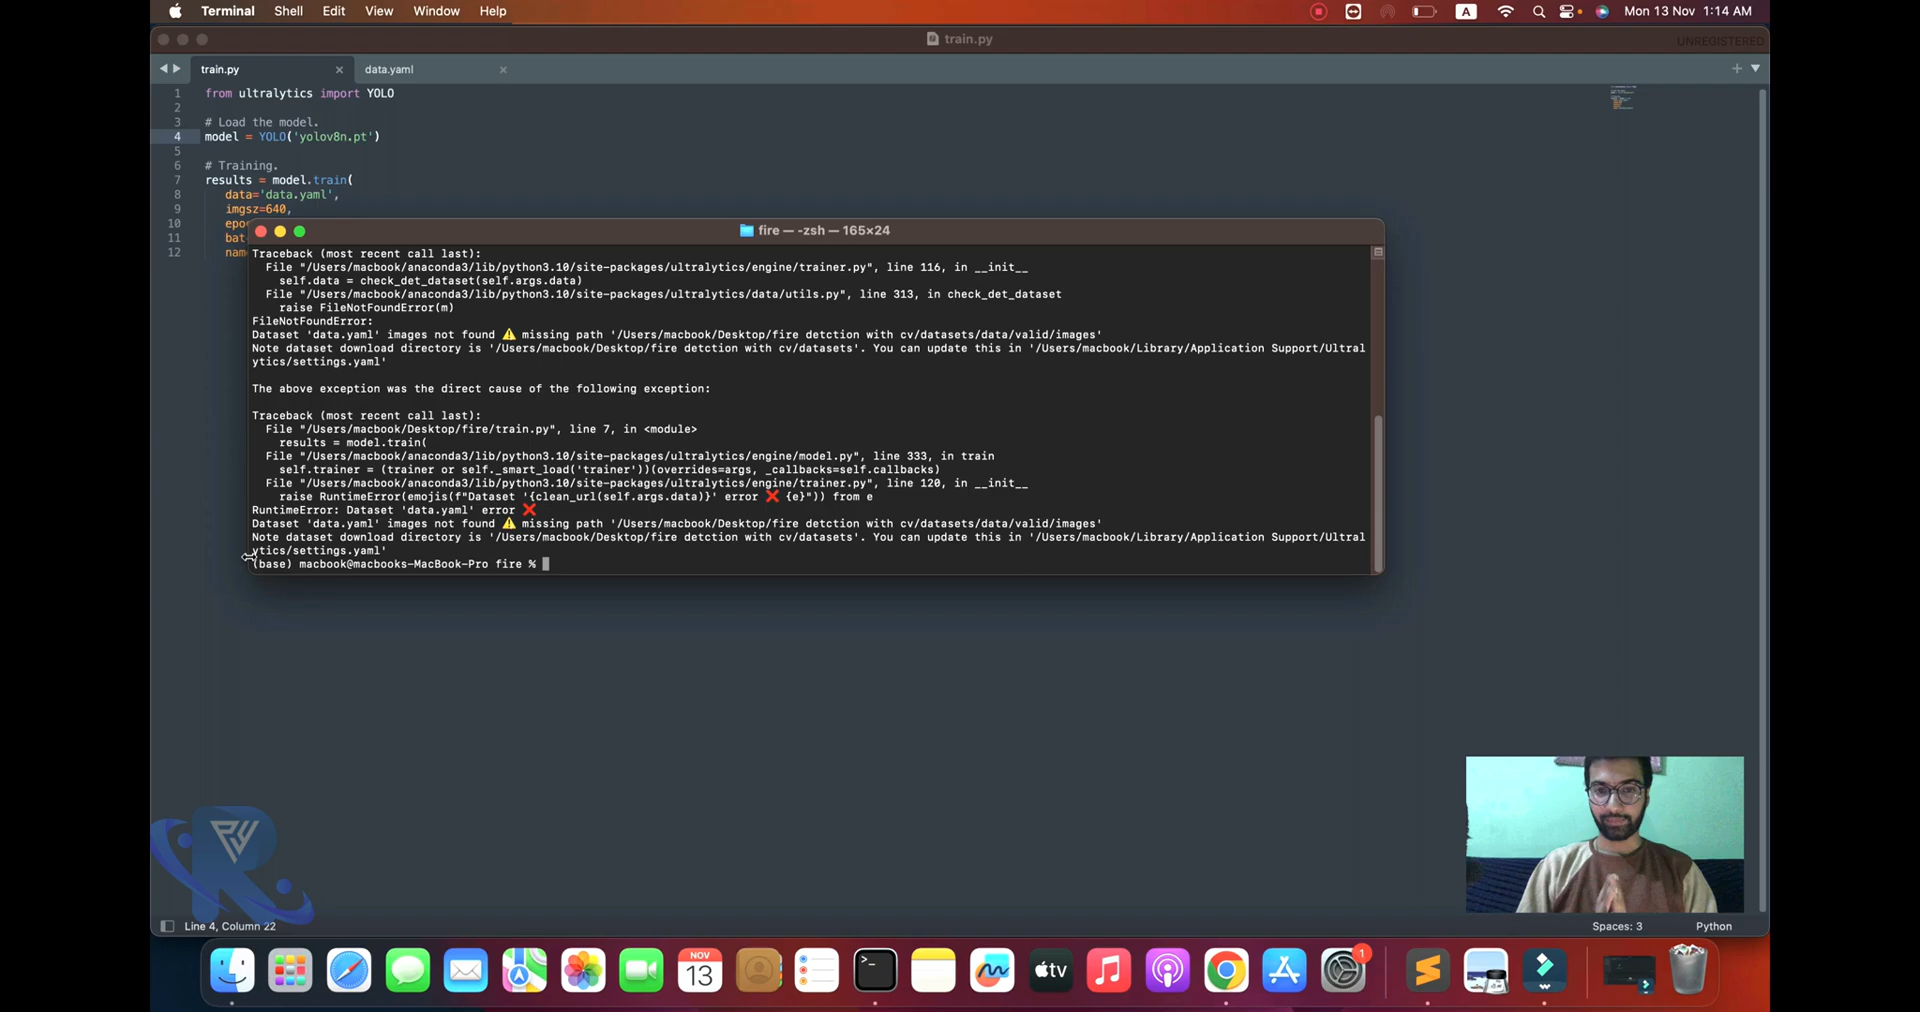 Terminal Shell Edit View Window Help
A
Mon 13 Nov 1:14 AM
train.py
UNREGISTERED
train.py
data.yaml
1 from ultralytics import YOLO
2
3 # Load the model.
4 model = YOLO('yolov8n.pt')
5
6 # Training.
7 results = model.train(
8 data='data.yaml',
9 imgsz=640,
10 epo
11 bat
12 nam
fire — -zsh — 165×24
Traceback (most recent call last):
File "/Users/macbook/anaconda3/lib/python3.10/site-packages/ultralytics/engine/trainer.py", line 116, in __init__
self.data = check_det_dataset(self.args.data)
File "/Users/macbook/anaconda3/lib/python3.10/site-packages/ultralytics/data/utils.py", line 313, in check_det_dataset
raise FileNotFoundError(m)
FileNotFoundError:
Dataset 'data.yaml' images not found ⚠️ missing path '/Users/macbook/Desktop/fire detction with cv/datasets/data/valid/images'
Note dataset download directory is '/Users/macbook/Desktop/fire detction with cv/datasets'. You can update this in '/Users/macbook/Library/Application Support/Ultral
ytics/settings.yaml'
The above exception was the direct cause of the following exception:
Traceback (most recent call last):
File "/Users/macbook/Desktop/fire/train.py", line 7, in <module>
results = model.train(
File "/Users/macbook/anaconda3/lib/python3.10/site-packages/ultralytics/engine/model.py", line 333, in train
self.trainer = (trainer or self._smart_load('trainer'))(overrides=args, _callbacks=self.callbacks)
File "/Users/macbook/anaconda3/lib/python3.10/site-packages/ultralytics/engine/trainer.py", line 120, in __init__
raise RuntimeError(emojis(f"Dataset '{clean_url(self.args.data)}' error ❌ {e}")) from e
RuntimeError: Dataset 'data.yaml' error ❌
Dataset 'data.yaml' images not found ⚠️ missing path '/Users/macbook/Desktop/fire detction with cv/datasets/data/valid/images'
Note dataset download directory is '/Users/macbook/Desktop/fire detction with cv/datasets'. You can update this in '/Users/macbook/Library/Application Support/Ultral
ytics/settings.yaml'
(base) macbook@macbooks-MacBook-Pro fire %
Line 4, Column 22
Spaces: 3
Python
NOV
13
tv
1